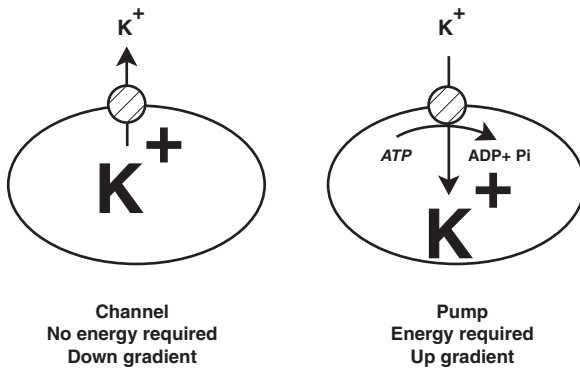 K+
K+
Channel
No energy required
Down gradient
K+
ATP
ADP+ Pi
K+
Pump
Energy required
Up gradient